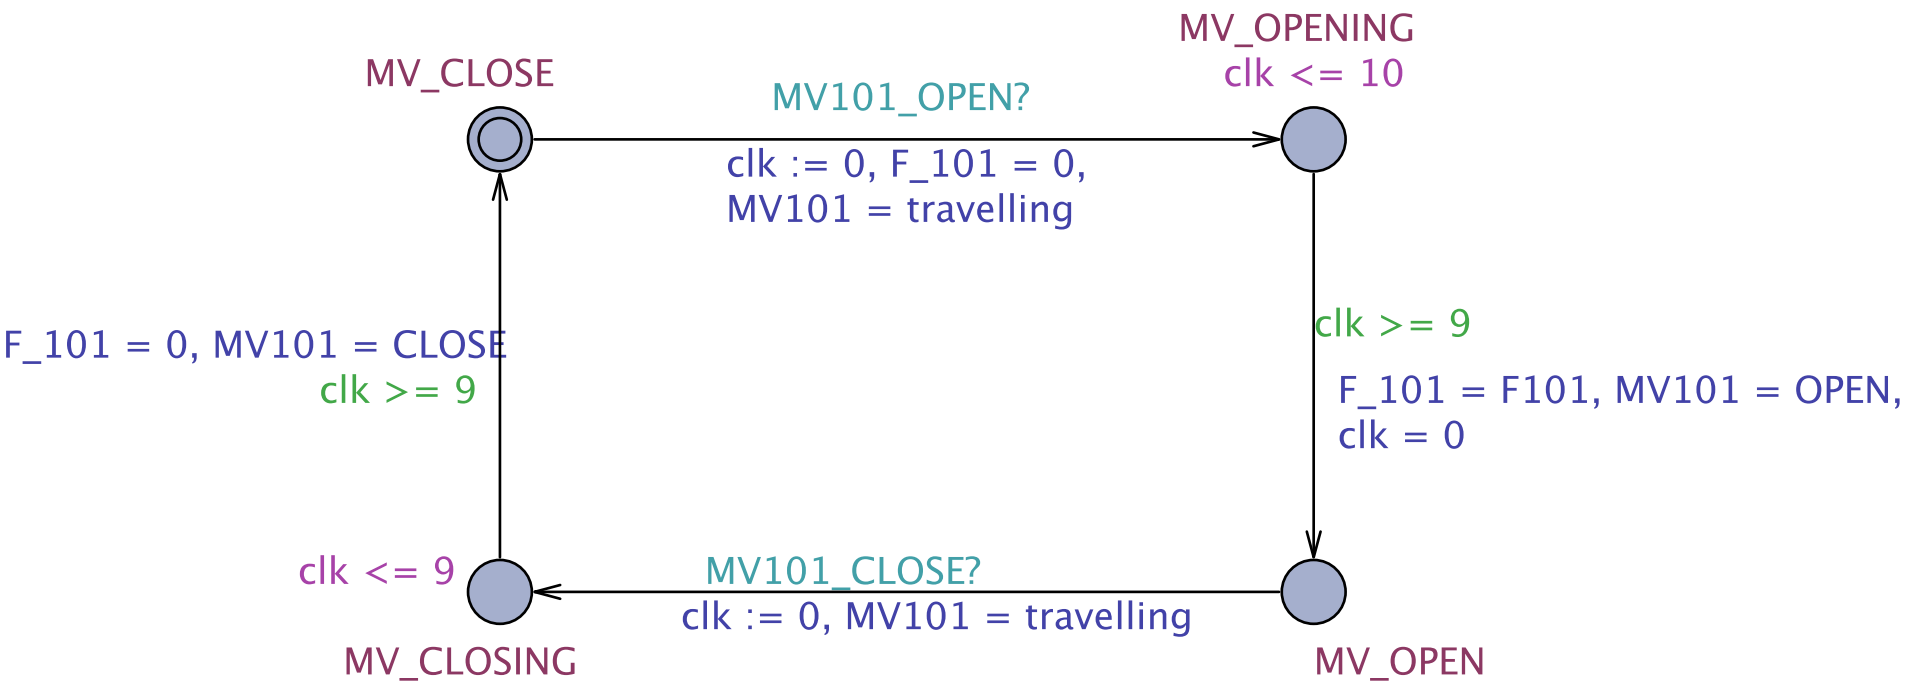 MV_OPENING
clk <= 10
MV_CLOSE
MV101_OPEN?
clk := 0, F_101 = 0,
MV101 = travelling
clk >= 9
F_101 = F101, MV101 = OPEN,
clk = 0
F_101 = 0, MV101 = CLOSE
clk >= 9
clk <= 9
MV101_CLOSE?
clk := 0, MV101 = travelling
MV_CLOSING
MV_OPEN